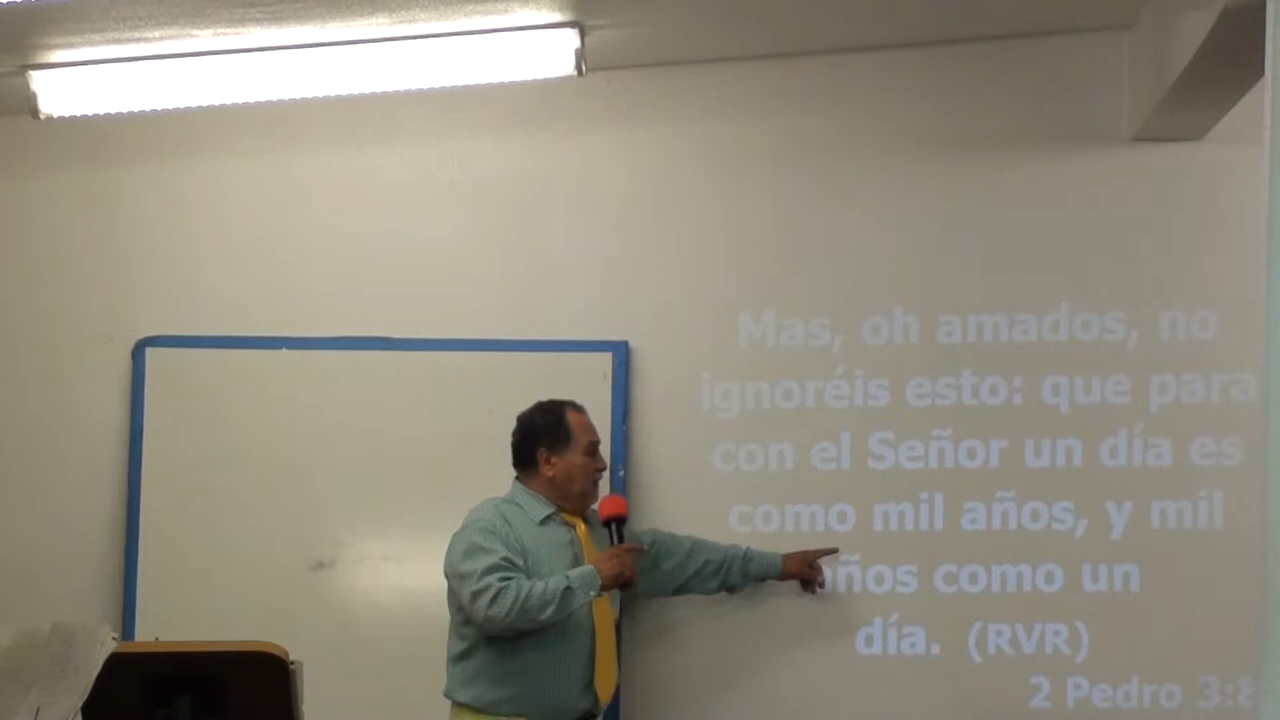 Mas, oh amados, no
ignoréis esto: que para
con el Señor un día es
como mil años, y mil
años como un
día. (RVR)
2 Pedro 3:8